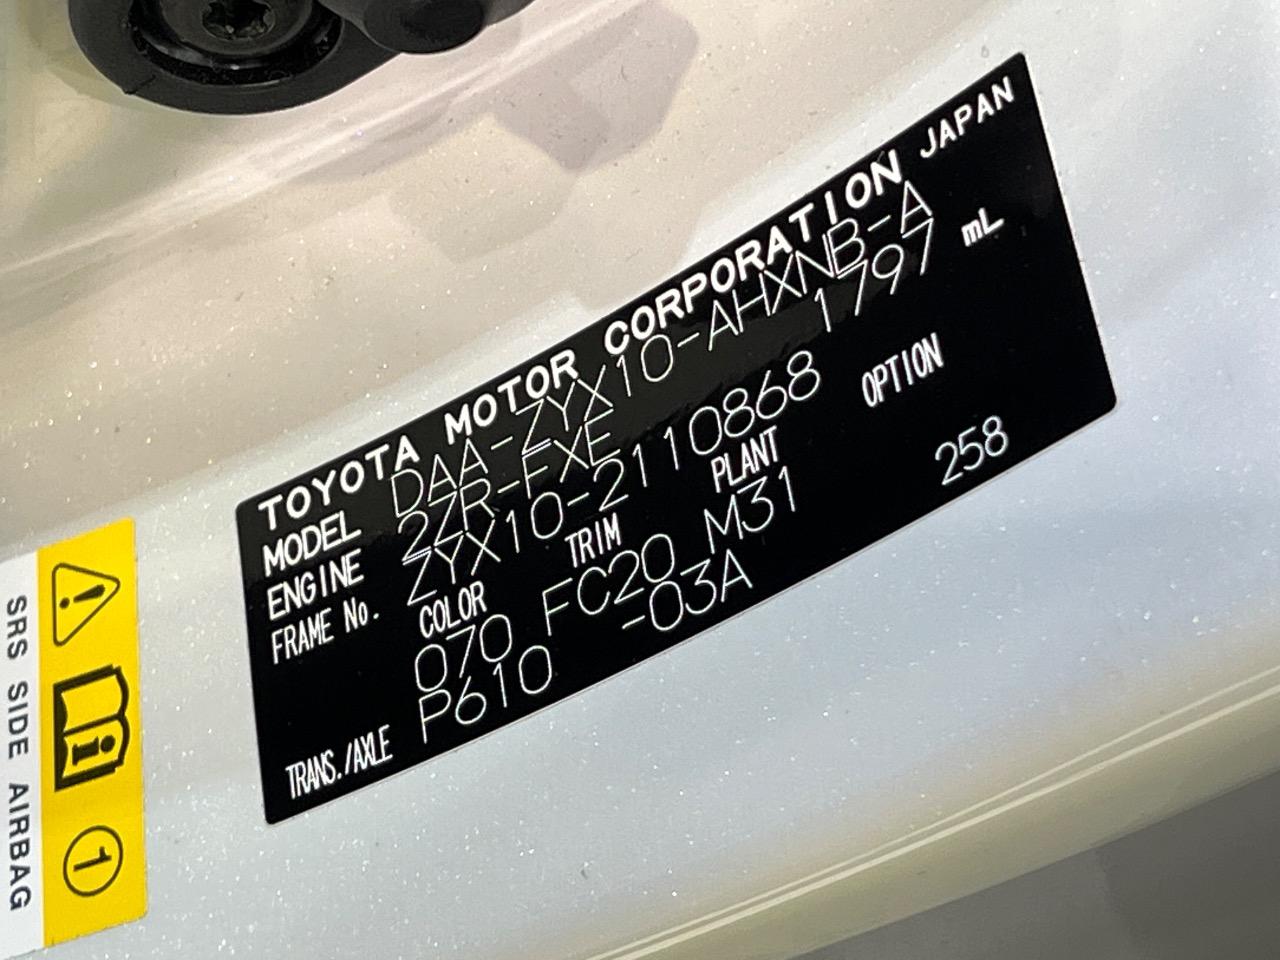 TOYOTA MOTOR CORPORATION JAPAN
MODEL DAA-ZYX10-AHXNB-A
ENGINE 2ZR-FXE 1797 mL
FRAME No. ZYX10-2110868
COLOR TRIM PLANT OPTION
070 FC20 M31 258
TRANS./AXLE P610 -03A
SRS SIDE AIRBAG
1